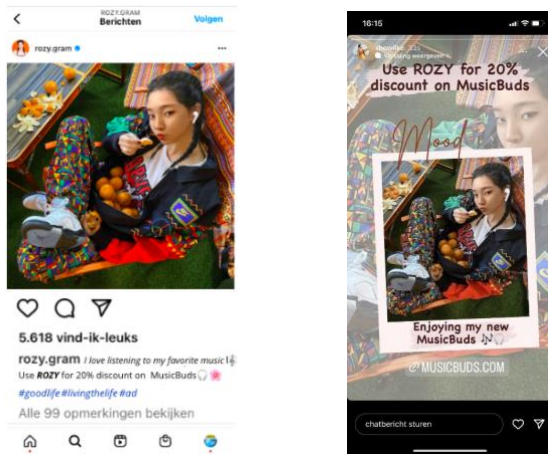 ROZY.GRAM
Berichten
Volgen
rozy.gram
5.618 vind-ik-leuks
rozy.gram I love listening to my favorite music
Use ROZY for 20% discount on MusicBuds
#goodlife #livingthelife #ad
Alle 99 opmerkingen bekijken
16:15
Use ROZY for 20%
discount on MusicBuds
Mood
Enjoying my new
MusicBuds
MUSICBUDS.COM
chatbericht sturen